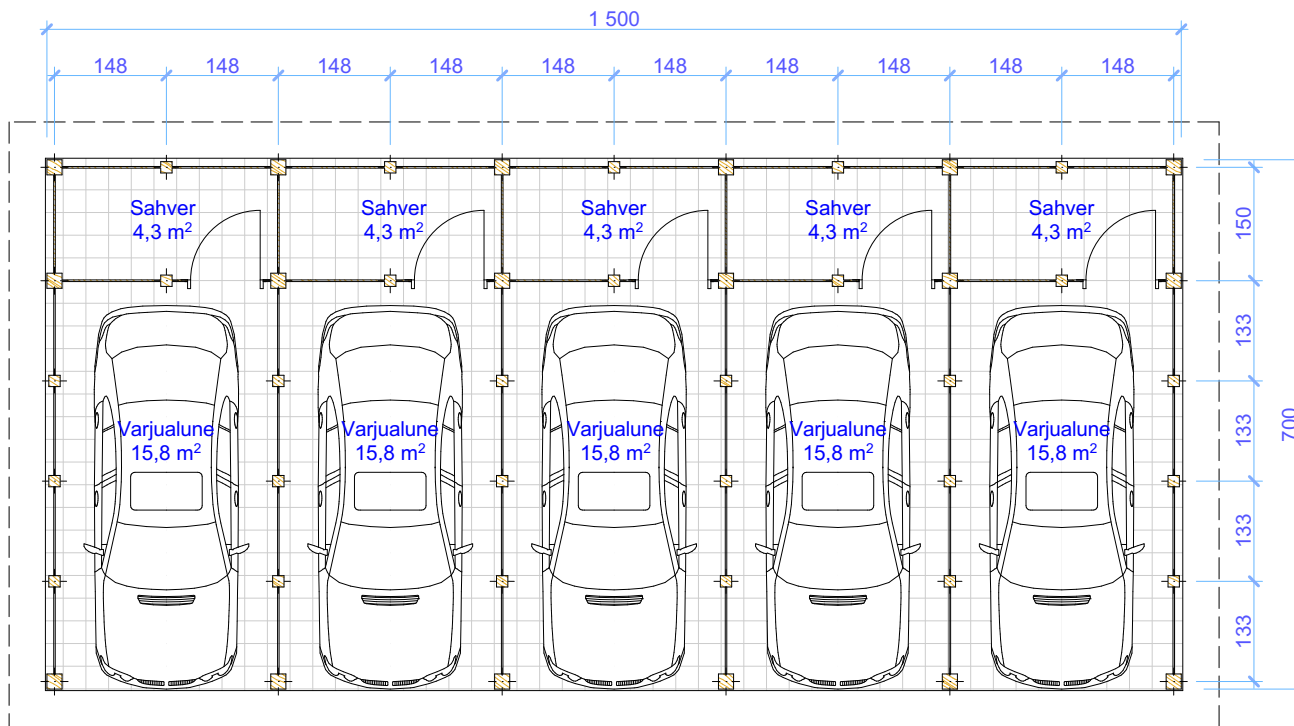 1 500
148 148 148 148 148 148 148 148 148 148
Sahver Sahver Sahver Sahver Sahver
4,3 m² 4,3 m² 4,3 m² 4,3 m² 4,3 m²
150
133
Varjualune Varjualune Varjualune Varjualune Varjualune
15,8 m² 15,8 m² 15,8 m² 15,8 m² 15,8 m²
133
700
133
133